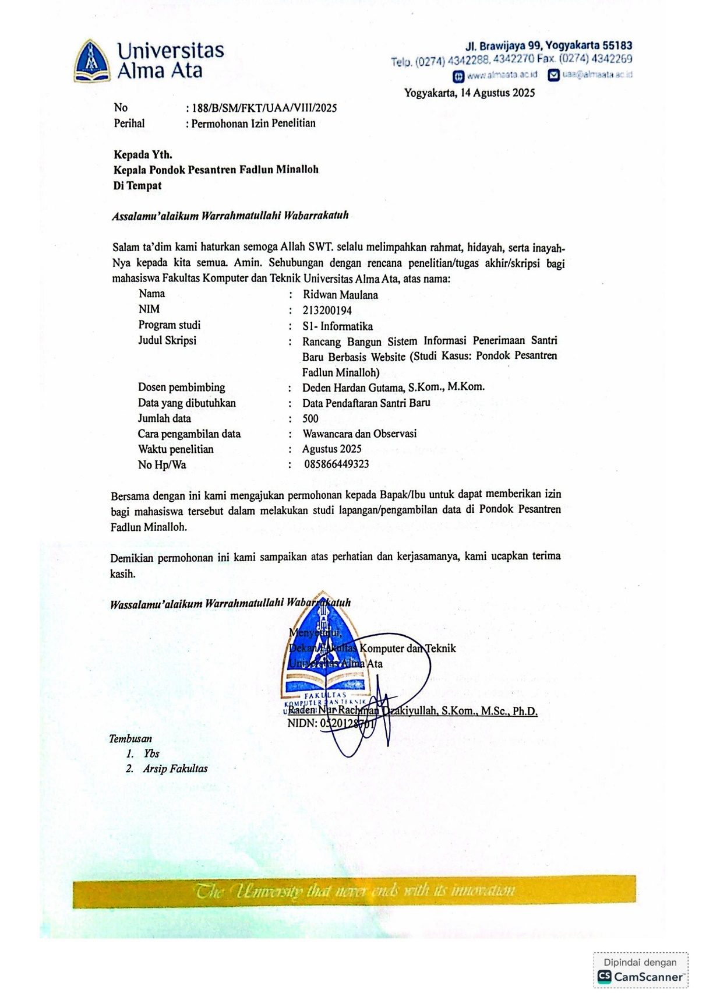 Universitas
Alma Ata
Jl. Brawijaya 99, Yogyakarta 55183
Telp. (0274) 4342288, 4342270 Fax. (0274) 4342269
www.almaata.ac.id uaa@almaata.ac.id
Yogyakarta, 14 Agustus 2025
No : 188/B/SM/FKT/UAA/VIII/2025
Perihal : Permohonan Izin Penelitian
Kepada Yth.
Kepala Pondok Pesantren Fadlun Minalloh
Di Tempat
Assalamu’alaikum Warrahmatullahi Wabarrakatuh
Salam ta’dim kami haturkan semoga Allah SWT. selalu melimpahkan rahmat, hidayah, serta inayah-
Nya kepada kita semua. Amin. Sehubungan dengan rencana penelitian/tugas akhir/skripsi bagi
mahasiswa Fakultas Komputer dan Teknik Universitas Alma Ata, atas nama:
Nama : Ridwan Maulana
NIM : 213200194
Program studi : S1- Informatika
Judul Skripsi : Rancang Bangun Sistem Informasi Penerimaan Santri
Baru Berbasis Website (Studi Kasus: Pondok Pesantren
Fadlun Minalloh)
Dosen pembimbing : Deden Hardan Gutama, S.Kom., M.Kom.
Data yang dibutuhkan : Data Pendaftaran Santri Baru
Jumlah data : 500
Cara pengambilan data : Wawancara dan Observasi
Waktu penelitian : Agustus 2025
No Hp/Wa : 085866449323
Bersama dengan ini kami mengajukan permohonan kepada Bapak/Ibu untuk dapat memberikan izin
bagi mahasiswa tersebut dalam melakukan studi lapangan/pengambilan data di Pondok Pesantren
Fadlun Minalloh.
Demikian permohonan ini kami sampaikan atas perhatian dan kerjasamanya, kami ucapkan terima
kasih.
Wassalamu’alaikum Warrahmatullahi Wabarrakatuh
Menyetujui,
Dekan Fakultas Komputer dan Teknik
Universitas Alma Ata
FAKULTAS
KOMPUTER DAN TEKNIK
Raden Nur Rachman Dzakiyullah, S.Kom., M.Sc., Ph.D.
NIDN: 0520128701
Tembusan
1. Ybs
2. Arsip Fakultas
The University that never ends with its innovation
Dipindai dengan
CS CamScanner